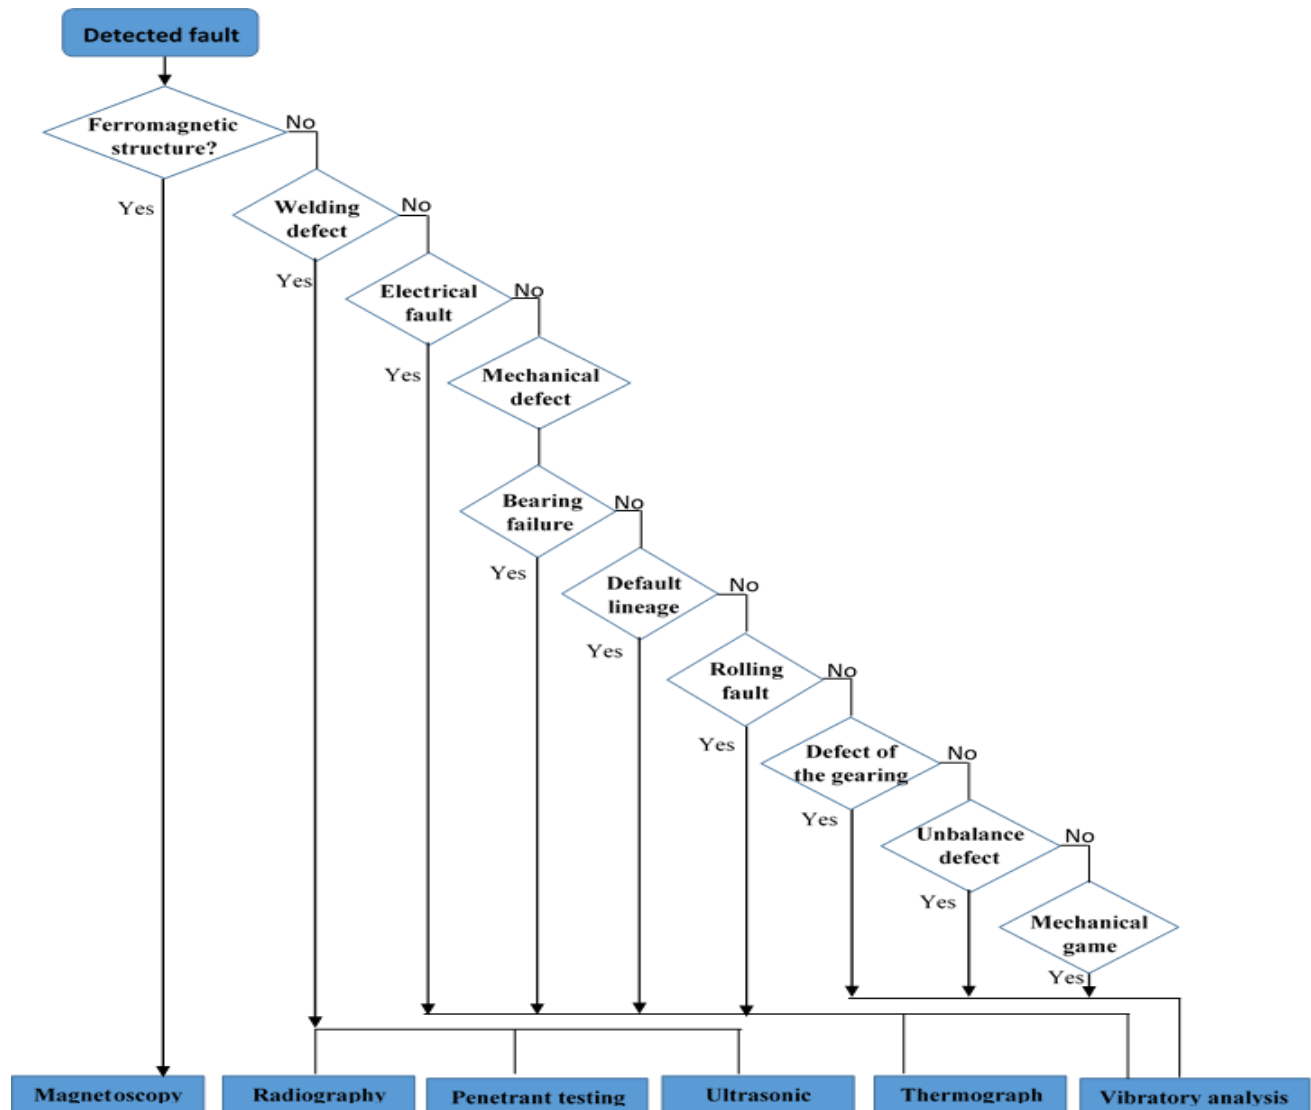 Detected fault
Ferromagnetic
structure?
No
Yes
Welding
defect
No
Yes
Electrical
fault
No
Yes
Mechanical
defect
Bearing
failure
No
Yes
Default
lineage
No
Yes
Rolling
fault
No
Yes
Defect of
the gearing
No
Yes
Unbalance
defect
No
Yes
Mechanical
game
Yes
Magnetoscopy
Radiography
Penetrant testing
Ultrasonic
Thermograph
Vibratory analysis